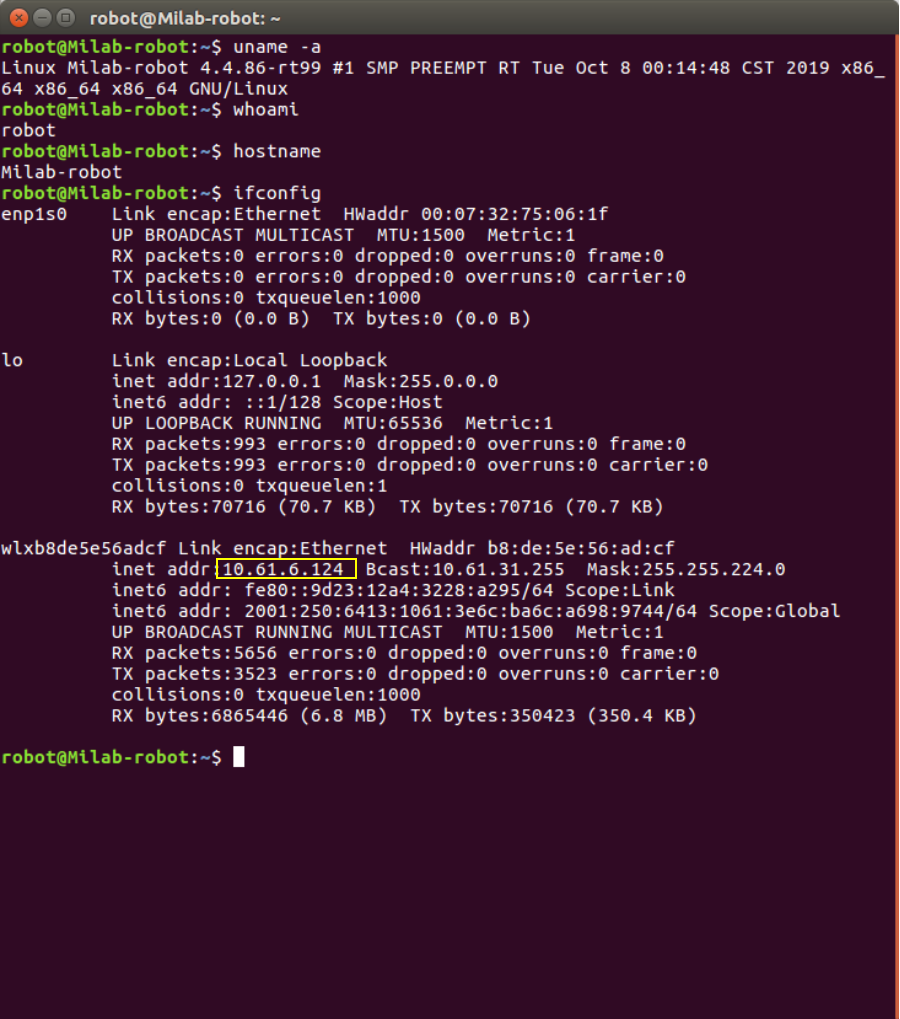 robot@Milab-robot: ~
robot@Milab-robot:~$ uname -a
Linux Milab-robot 4.4.86-rt99 #1 SMP PREEMPT RT Tue Oct 8 00:14:48 CST 2019 x86_
64 x86_64 x86_64 GNU/Linux
robot@Milab-robot:~$ whoami
robot
robot@Milab-robot:~$ hostname
Milab-robot
robot@Milab-robot:~$ ifconfig
enp1s0    Link encap:Ethernet  HWaddr 00:07:32:75:06:1f
          UP BROADCAST MULTICAST  MTU:1500  Metric:1
          RX packets:0 errors:0 dropped:0 overruns:0 frame:0
          TX packets:0 errors:0 dropped:0 overruns:0 carrier:0
          collisions:0 txqueuelen:1000
          RX bytes:0 (0.0 B)  TX bytes:0 (0.0 B)
lo        Link encap:Local Loopback
          inet addr:127.0.0.1  Mask:255.0.0.0
          inet6 addr: ::1/128 Scope:Host
          UP LOOPBACK RUNNING  MTU:65536  Metric:1
          RX packets:993 errors:0 dropped:0 overruns:0 frame:0
          TX packets:993 errors:0 dropped:0 overruns:0 carrier:0
          collisions:0 txqueuelen:1
          RX bytes:70716 (70.7 KB)  TX bytes:70716 (70.7 KB)
wlxb8de5e56adcf Link encap:Ethernet  HWaddr b8:de:5e:56:ad:cf
          inet addr:10.61.6.124  Bcast:10.61.31.255  Mask:255.255.224.0
          inet6 addr: fe80::9d23:12a4:3228:a295/64 Scope:Link
          inet6 addr: 2001:250:6413:1061:3e6c:ba6c:a698:9744/64 Scope:Global
          UP BROADCAST RUNNING MULTICAST  MTU:1500  Metric:1
          RX packets:5656 errors:0 dropped:0 overruns:0 frame:0
          TX packets:3523 errors:0 dropped:0 overruns:0 carrier:0
          collisions:0 txqueuelen:1000
          RX bytes:6865446 (6.8 MB)  TX bytes:350423 (350.4 KB)
robot@Milab-robot:~$